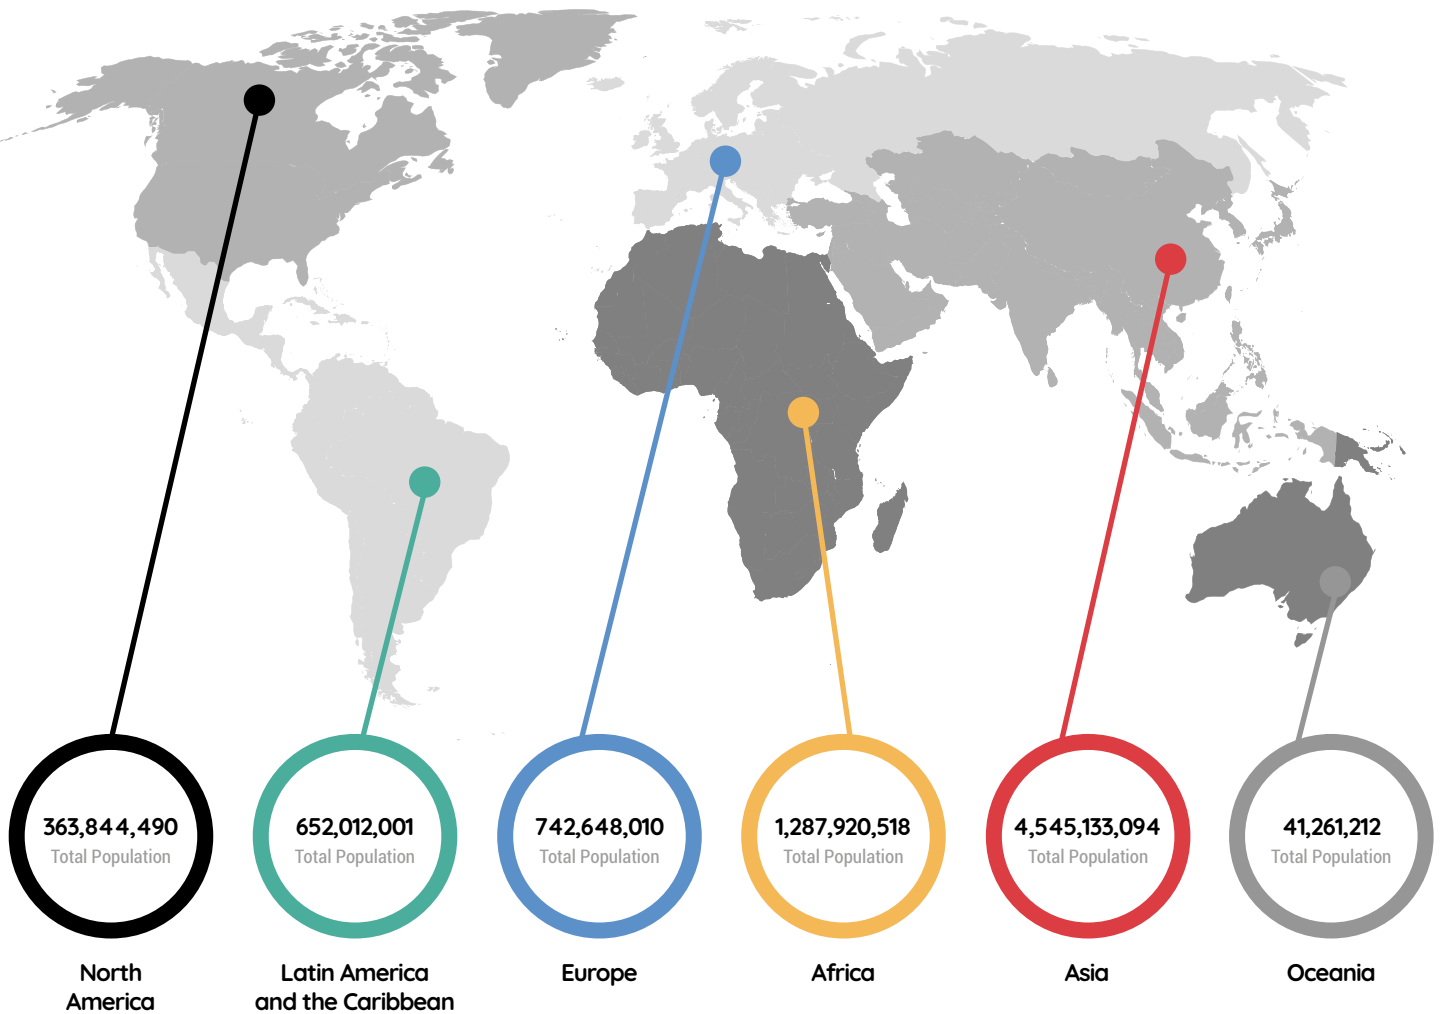 363,844,490
Total Population
North
America
652,012,001
Total Population
Latin America
and the Caribbean
742,648,010
Total Population
Europe
1,287,920,518
Total Population
Africa
4,545,133,094
Total Population
Asia
41,261,212
Total Population
Oceania